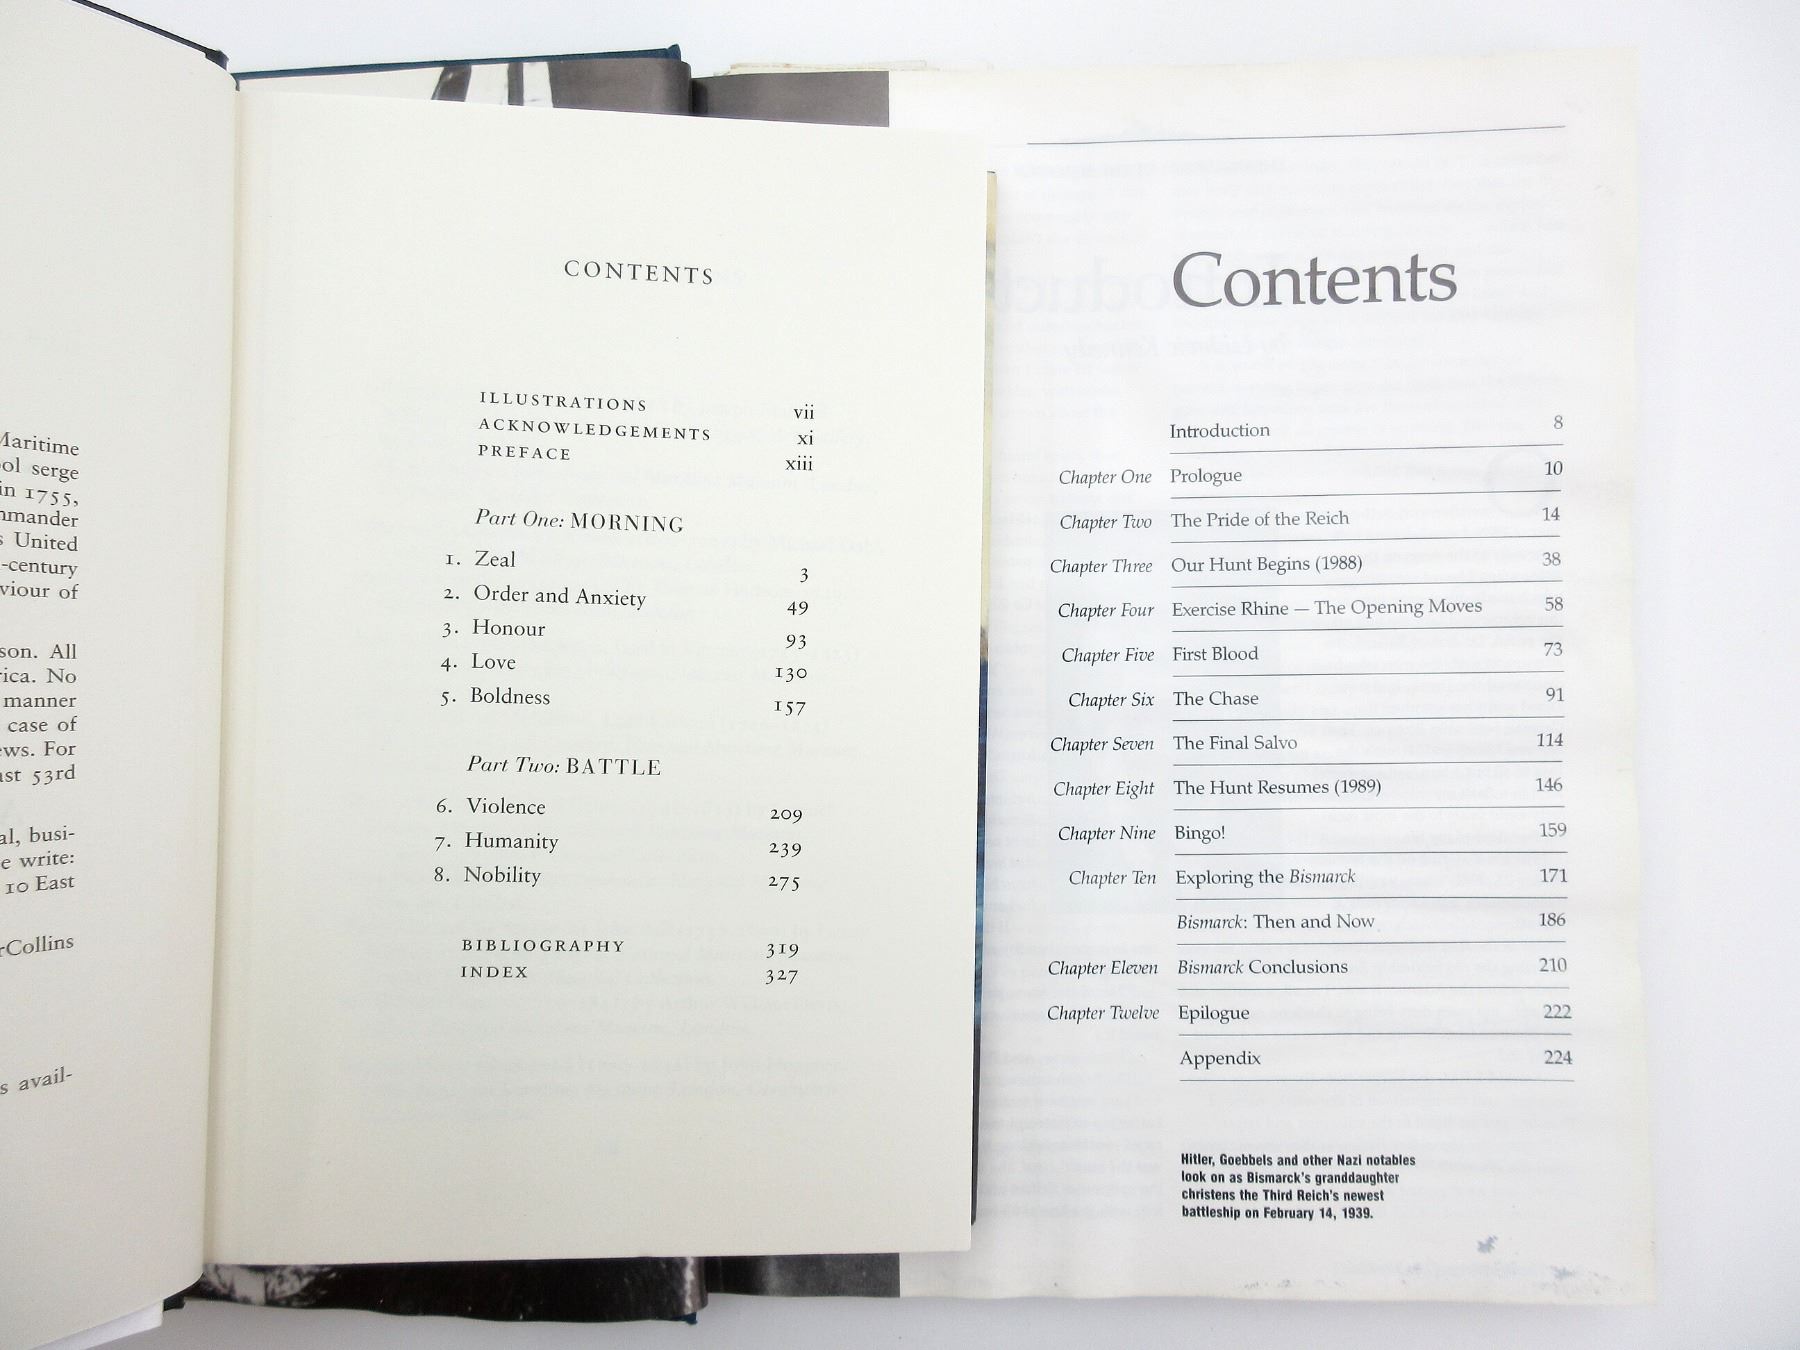 Maritime
ol serge
in 1755,
mmander
s United
-century
viour of
son. All
rica. No
manner
case of
ews. For
ast 53rd
al, busi-
e write:
10 East
rCollins
s avail-
CONTENTS
ILLUSTRATIONS vii
ACKNOWLEDGEMENTS xi
PREFACE xiii
Part One: MORNING
1. Zeal 3
2. Order and Anxiety 49
3. Honour 93
4. Love 130
5. Boldness 157
Part Two: BATTLE
6. Violence 209
7. Humanity 239
8. Nobility 275
BIBLIOGRAPHY 319
INDEX 327
Contents
Introduction 8
Chapter One Prologue 10
Chapter Two The Pride of the Reich 14
Chapter Three Our Hunt Begins (1988) 38
Chapter Four Exercise Rhine — The Opening Moves 58
Chapter Five First Blood 73
Chapter Six The Chase 91
Chapter Seven The Final Salvo 114
Chapter Eight The Hunt Resumes (1989) 146
Chapter Nine Bingo! 159
Chapter Ten Exploring the Bismarck 171
Bismarck: Then and Now 186
Chapter Eleven Bismarck Conclusions 210
Chapter Twelve Epilogue 222
Appendix 224
Hitler, Goebbels and other Nazi notables
look on as Bismarck's granddaughter
christens the Third Reich's newest
battleship on February 14, 1939.